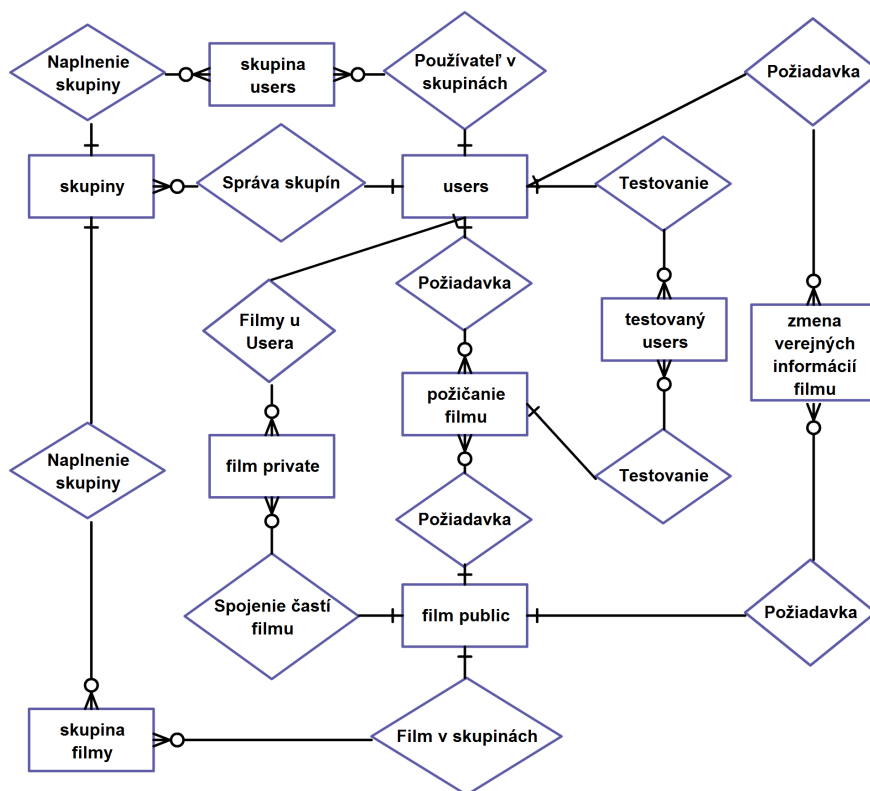 Naplnenie
skupiny
skupina
users
Používateľ v
skupinách
Požiadavka
skupiny
Správa skupín
users
Testovanie
Požiadavka
Filmy u
Usera
testovaný
users
zmena
verejných
informácií
filmu
požičanie
filmu
film private
Naplnenie
skupiny
Testovanie
Požiadavka
Spojenie častí
filmu
film public
Požiadavka
skupina
filmy
Film v skupinách